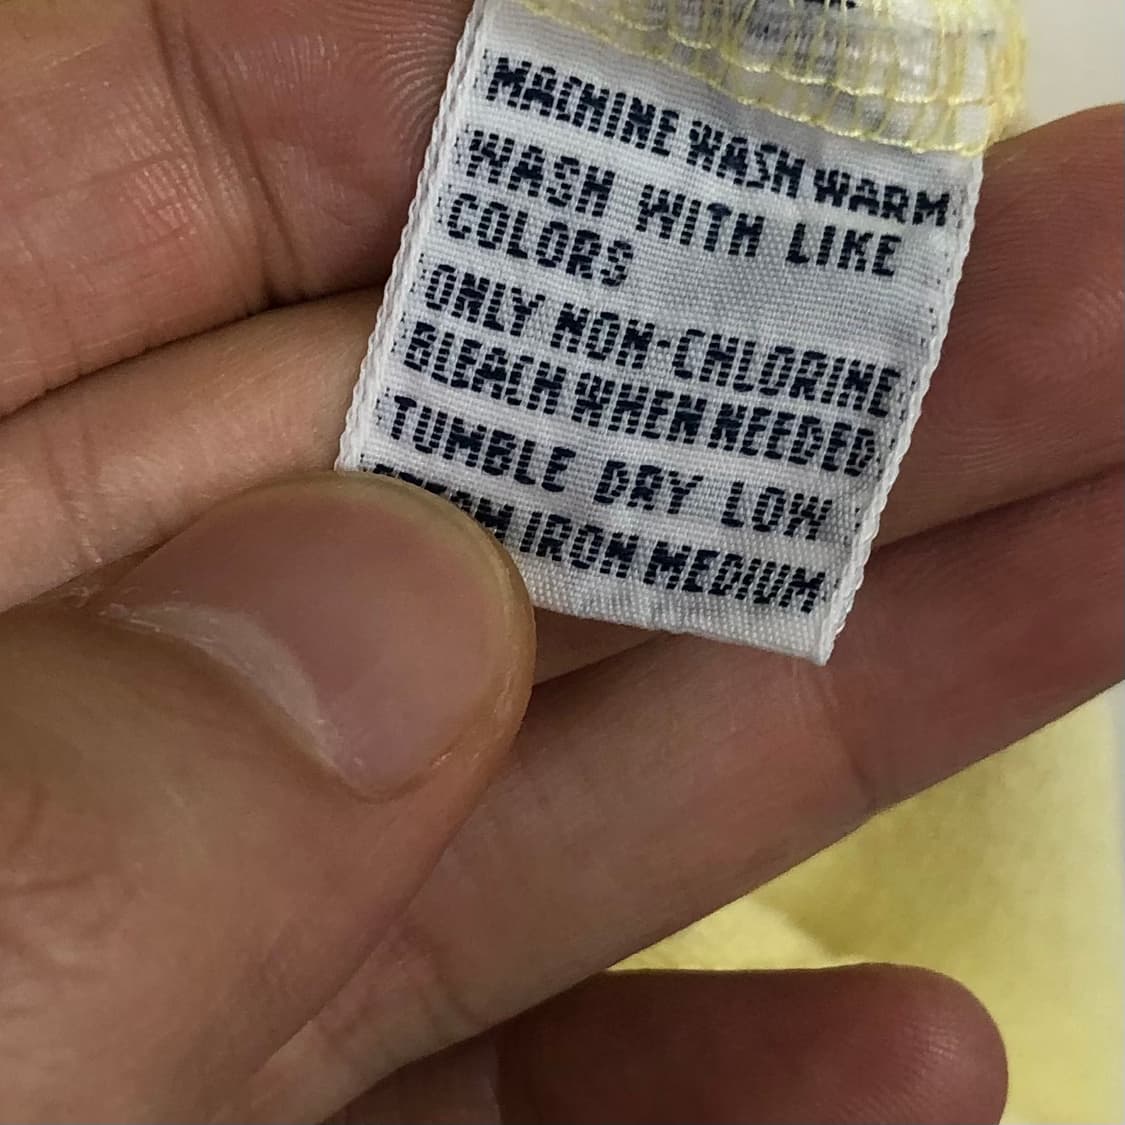 MACHINE WASH WARM
WASH WITH LIKE
COLORS
ONLY NON-CHLORINE
BLEACH WHEN NEEDED
TUMBLE DRY LOW
IRON MEDIUM